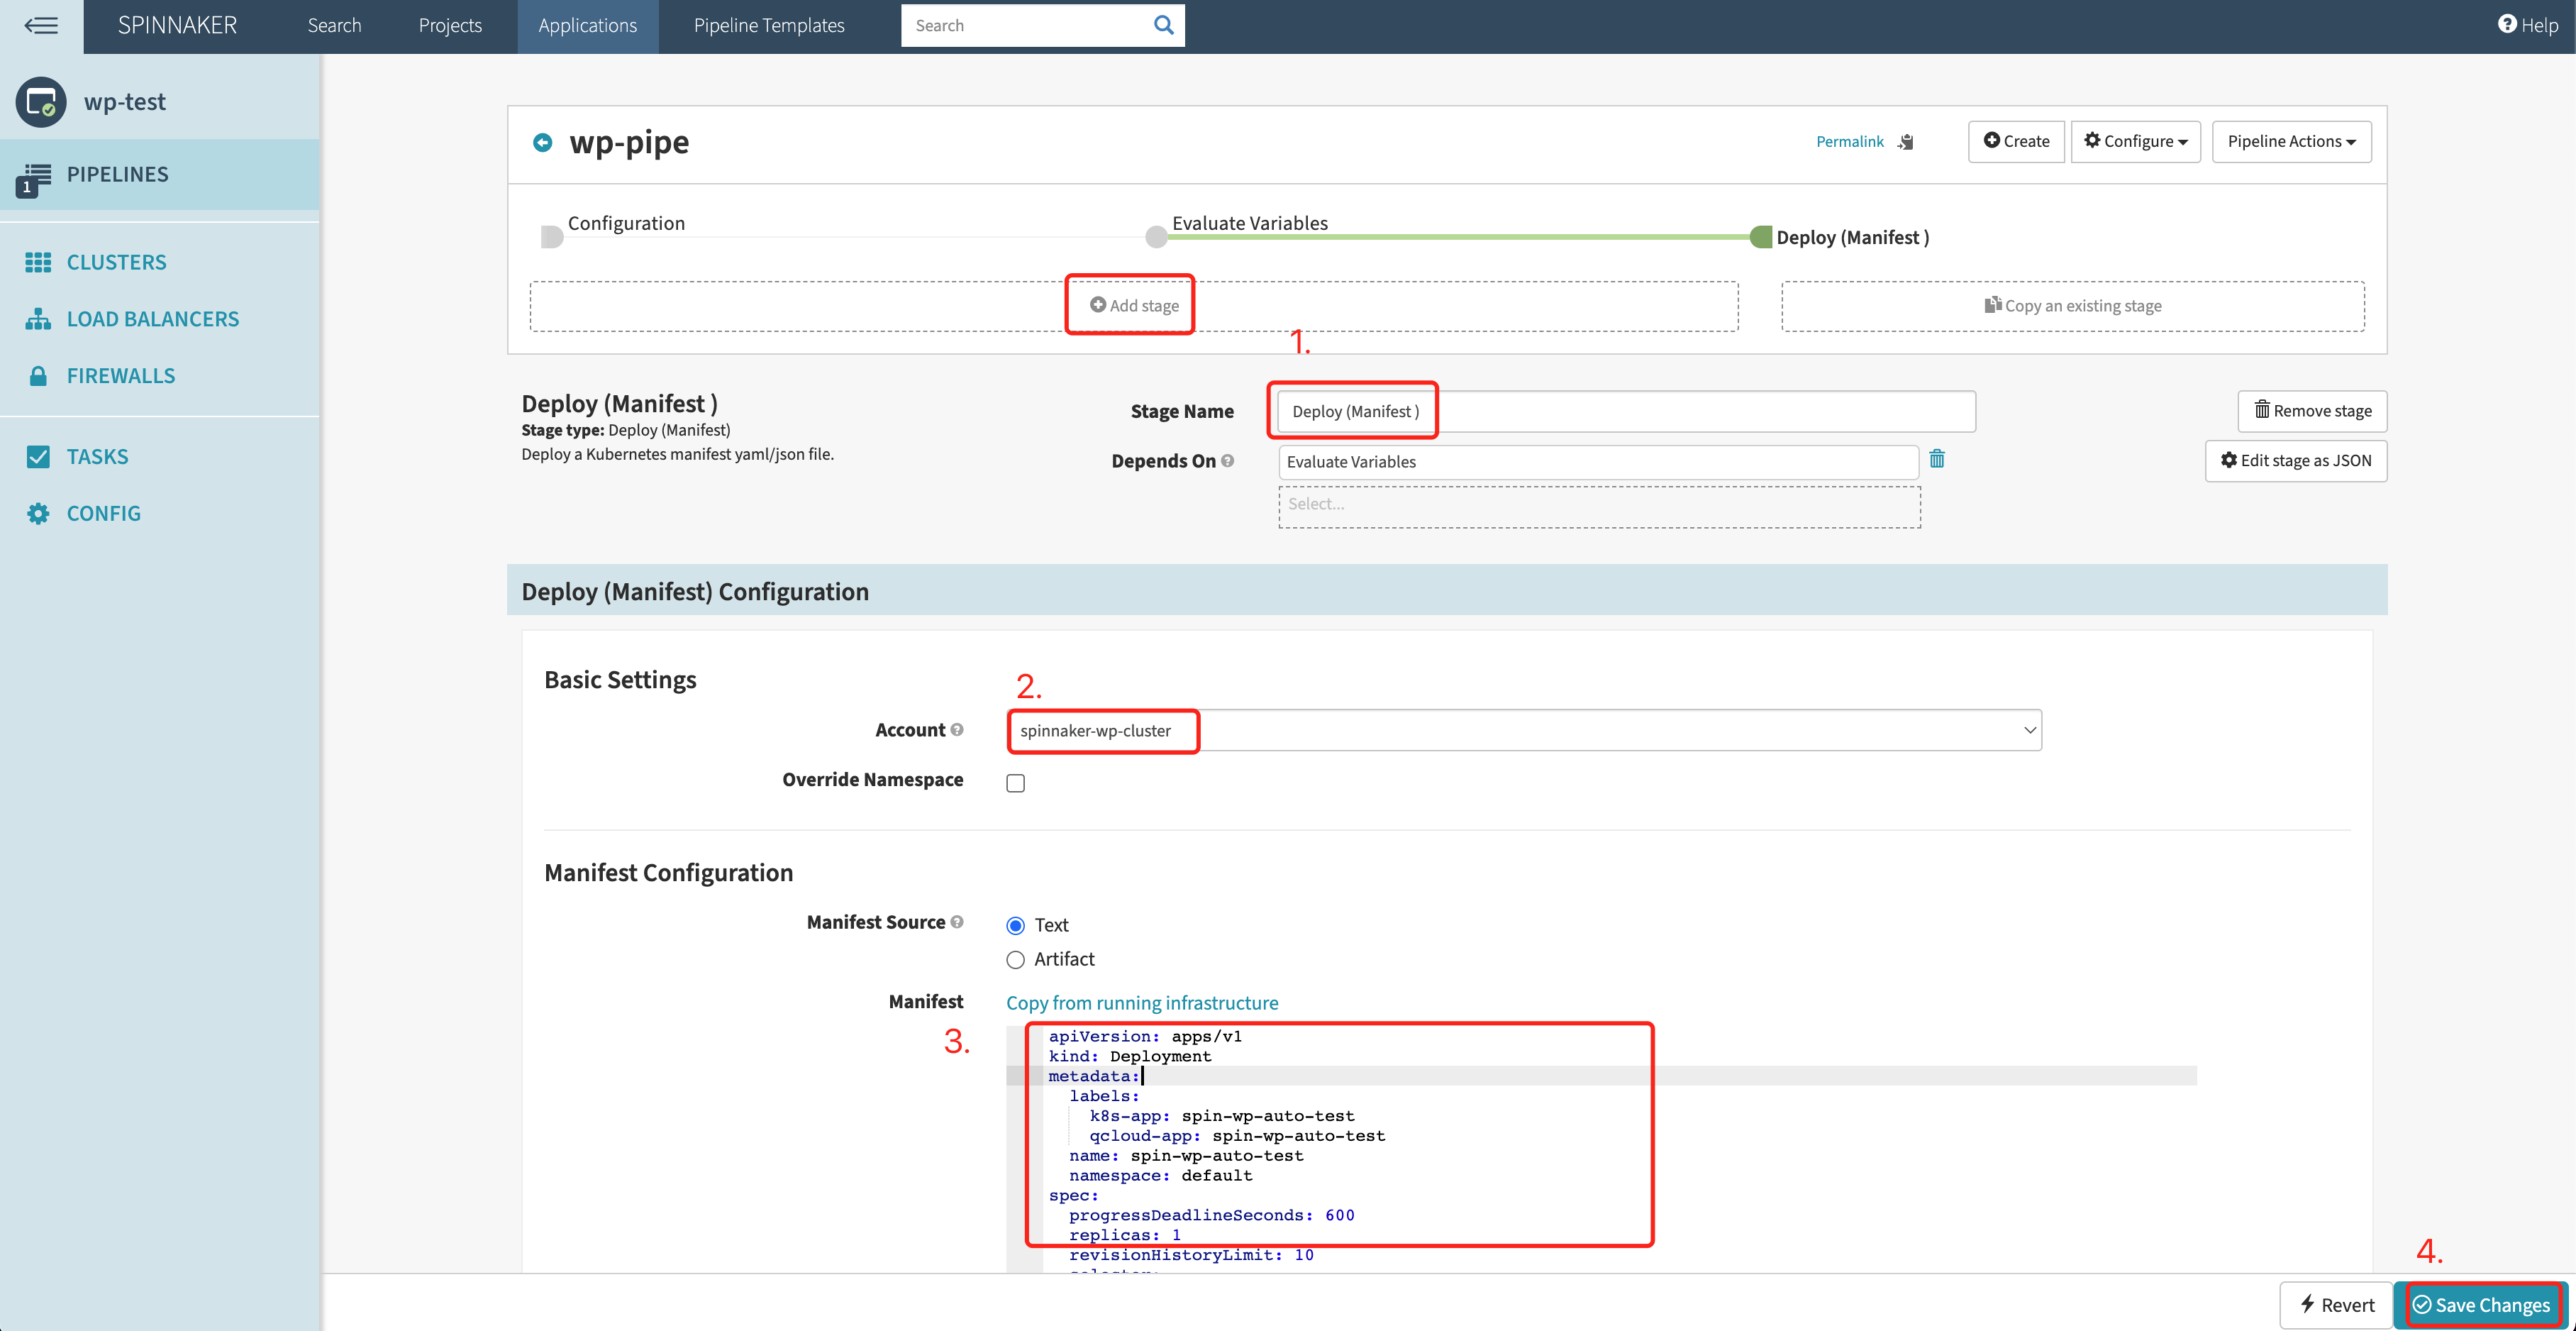 SPINNAKER Search Projects Applications Pipeline Templates Search Help
wp-test
1 PIPELINES
CLUSTERS
LOAD BALANCERS
FIREWALLS
TASKS
CONFIG
wp-pipe Permalink Create Configure Pipeline Actions
Configuration Evaluate Variables Deploy (Manifest )
Add stage Copy an existing stage
1.
Deploy (Manifest ) Stage Name Deploy (Manifest ) Remove stage
Stage type: Deploy (Manifest)
Deploy a Kubernetes manifest yaml/json file. Depends On Evaluate Variables Edit stage as JSON
Select...
Deploy (Manifest) Configuration
Basic Settings 2.
Account spinnaker-wp-cluster
Override Namespace
Manifest Configuration
Manifest Source Text
Artifact
Manifest Copy from running infrastructure
3.
apiVersion: apps/v1
kind: Deployment
metadata:
labels:
k8s-app: spin-wp-auto-test
qcloud-app: spin-wp-auto-test
name: spin-wp-auto-test
namespace: default
spec:
progressDeadlineSeconds: 600
replicas: 1
revisionHistoryLimit: 10
4.
Revert Save Changes